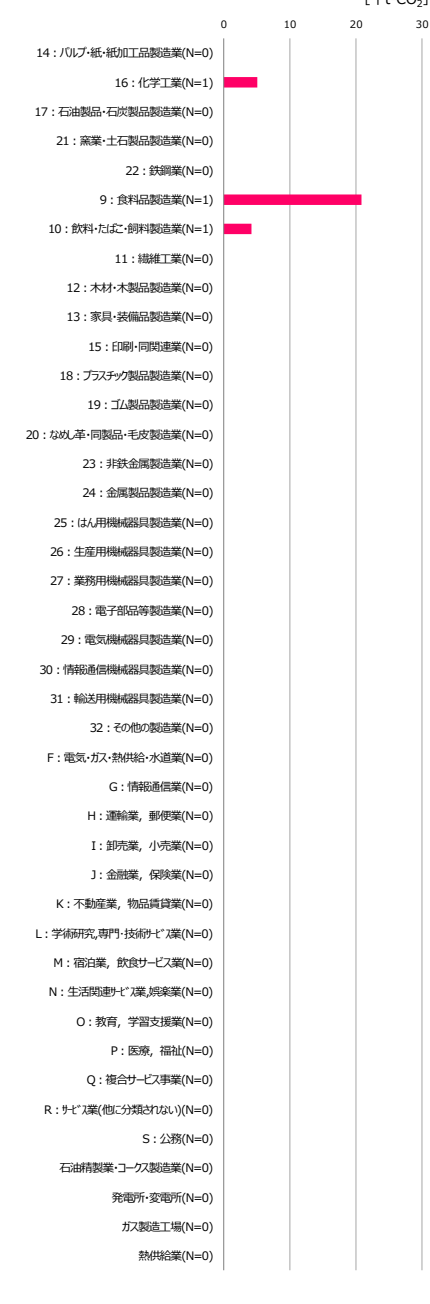 0 10 20 30
14：パルプ・紙・紙加工品製造業(N=0)
16：化学工業(N=1)
17：石油製品・石炭製品製造業(N=0)
21：窯業・土石製品製造業(N=0)
22：鉄鋼業(N=0)
9：食料品製造業(N=1)
10：飲料・たばこ・飼料製造業(N=1)
11：繊維工業(N=0)
12：木材・木製品製造業(N=0)
13：家具・装備品製造業(N=0)
15：印刷・同関連業(N=0)
18：プラスチック製品製造業(N=0)
19：ゴム製品製造業(N=0)
20：なめし革・同製品・毛皮製造業(N=0)
23：非鉄金属製造業(N=0)
24：金属製品製造業(N=0)
25：はん用機械器具製造業(N=0)
26：生産用機械器具製造業(N=0)
27：業務用機械器具製造業(N=0)
28：電子部品等製造業(N=0)
29：電気機械器具製造業(N=0)
30：情報通信機械器具製造業(N=0)
31：輸送用機械器具製造業(N=0)
32：その他の製造業(N=0)
F：電気・ガス・熱供給・水道業(N=0)
G：情報通信業(N=0)
H：運輸業，郵便業(N=0)
I：卸売業，小売業(N=0)
J：金融業，保険業(N=0)
K：不動産業，物品賃貸業(N=0)
L：学術研究,専門・技術ｻｰﾋﾞｽ業(N=0)
M：宿泊業，飲食サービス業(N=0)
N：生活関連ｻｰﾋﾞｽ業,娯楽業(N=0)
O：教育，学習支援業(N=0)
P：医療，福祉(N=0)
Q：複合サービス事業(N=0)
R：ｻｰﾋﾞｽ業(他に分類されない)(N=0)
S：公務(N=0)
石油精製業・コークス製造業(N=0)
発電所・変電所(N=0)
ガス製造工場(N=0)
熱供給業(N=0)